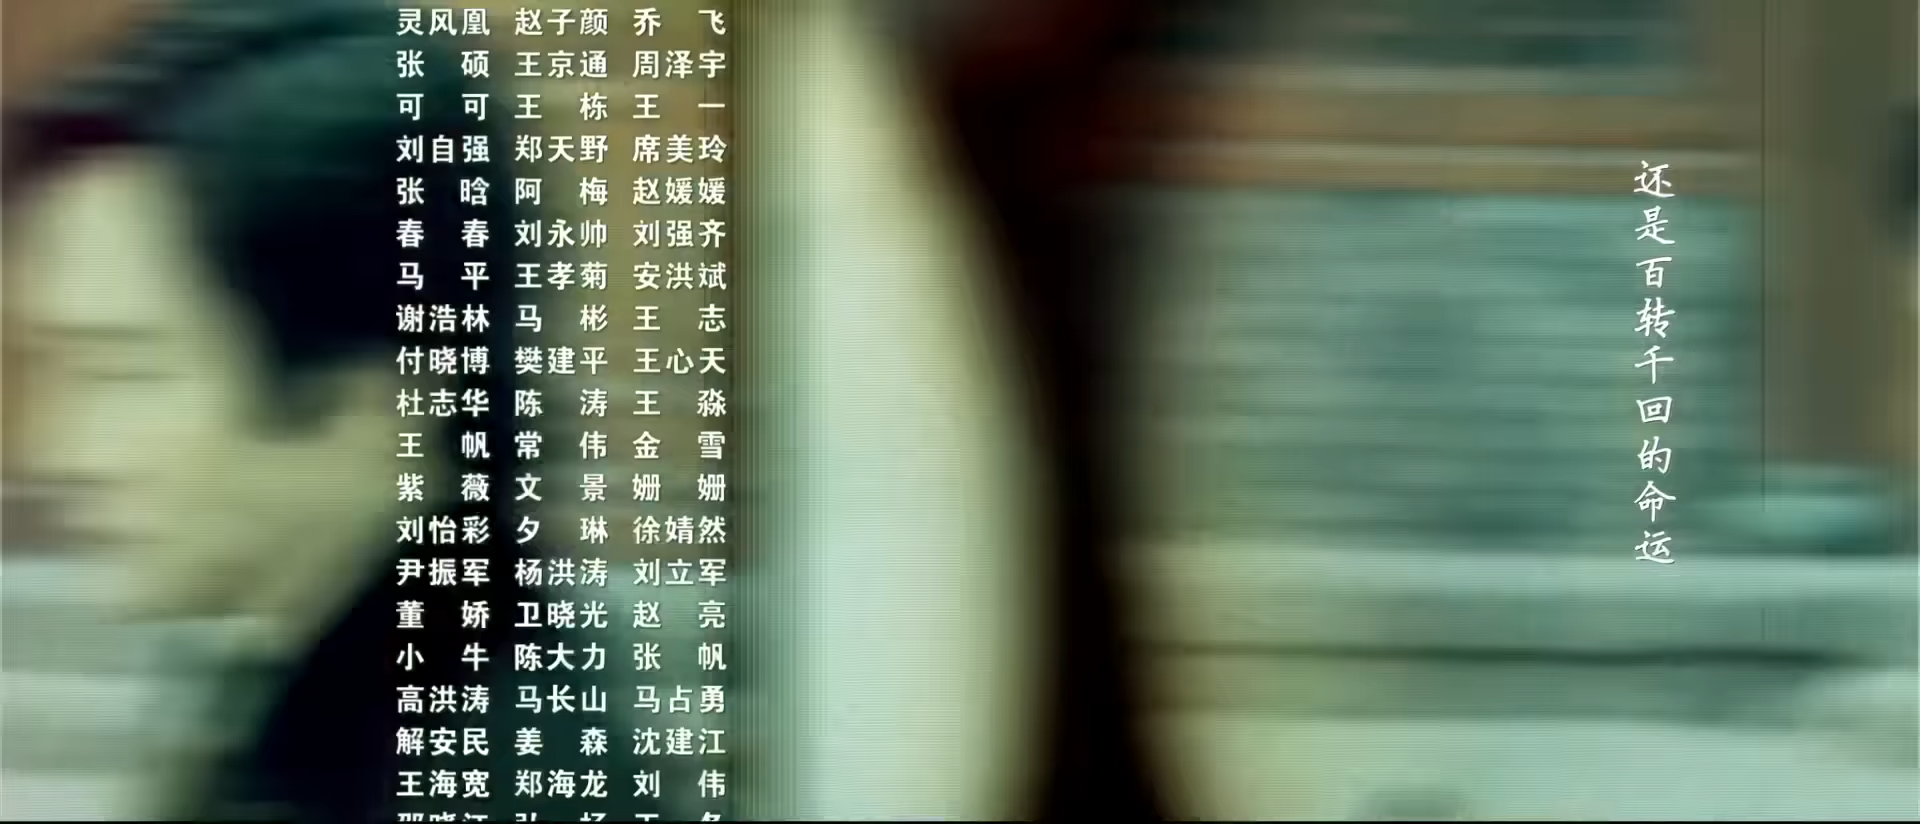 灵风凰 赵子颜 乔飞
张硕 王京通 周泽宇
可可 王栋 王一
刘自强 郑天野 席美玲
张晗 阿梅 赵媛媛
春春 刘永帅 刘强齐
马平 王孝菊 安洪斌
谢浩林 马彬 王志
付晓博 樊建平 王心天
杜志华 陈涛 王淼
王帆 常伟 金雪
紫薇 文景 姗姗
刘怡彩 夕琳 徐婧然
尹振军 杨洪涛 刘立军
董娇 卫晓光 赵亮
小牛 陈大力 张帆
高洪涛 马长山 马占勇
解安民 姜森 沈建江
王海宽 郑海龙 刘伟
还是百转千回的命运